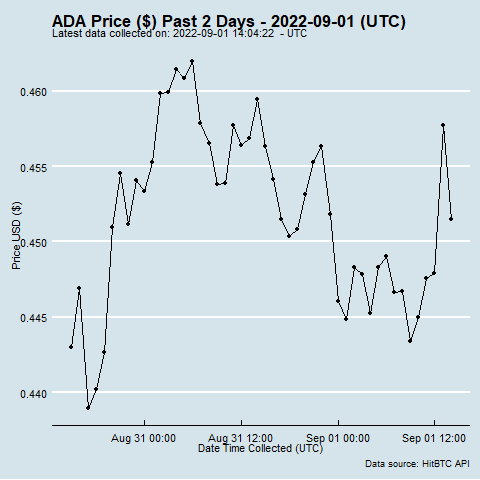 ADA Price ($) Past 2 Days - 2022-09-01 (UTC)
Latest data collected on: 2022-09-01 14:04:22  - UTC
0.460
0.455
0.450
0.445
0.440
Price USD ($)
Aug 31 00:00
Aug 31 12:00
Sep 01 00:00
Sep 01 12:00
Date Time Collected (UTC)
Data source: HitBTC API